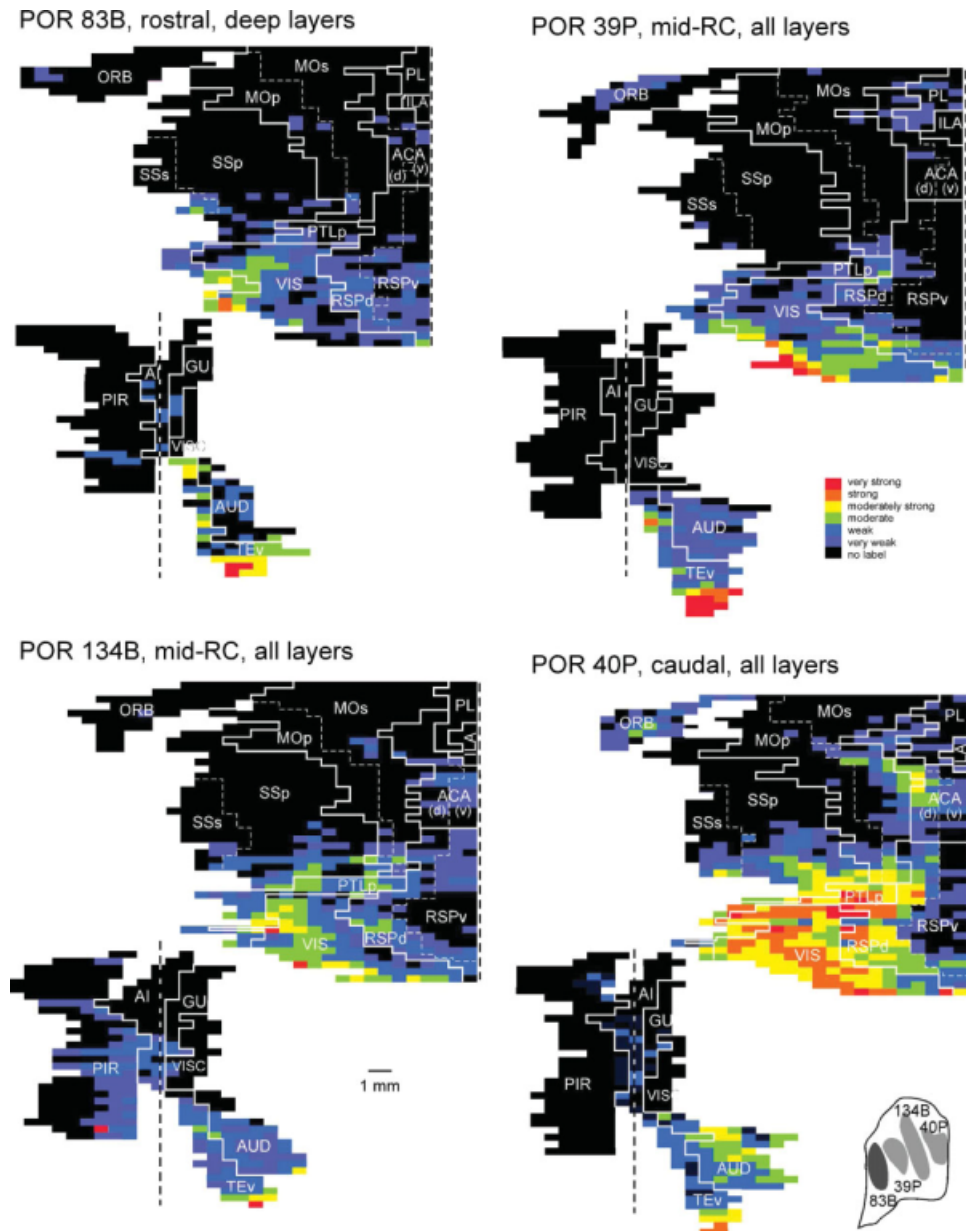 POR 83B, rostral, deep layers
ORB
MOs
PL
MOp
ILA
SSp
ACA
SSs
(v)
(d)
PTLp
VIS
RSPv
RSPd
AI
GU
PIR
VISC
AUD
TEv
POR 39P, mid-RC, all layers
ORB
MOs
PL
MOp
ILA
SSp
ACA
SSs
(d) (v)
PTLp
RSPd
RSPv
VIS
AI
GU
PIR
VISC
AUD
TEv
very strong
strong
moderately strong
moderate
weak
very weak
no label
POR 134B, mid-RC, all layers
ORB
MOs
PL
MOp
ILA
SSp
ACA
SSs
(d) (v)
PTLp
RSPv
VIS
RSPd
AI
GU
PIR
VISC
AUD
TEv
1 mm
POR 40P, caudal, all layers
ORB
MOs
PL
MOp
SSp
ACA
SSs
(d) (v)
PTLp
RSPv
VIS
RSPd
AI
GU
PIR
VISC
AUD
TEv
134B
40P
39P
83B